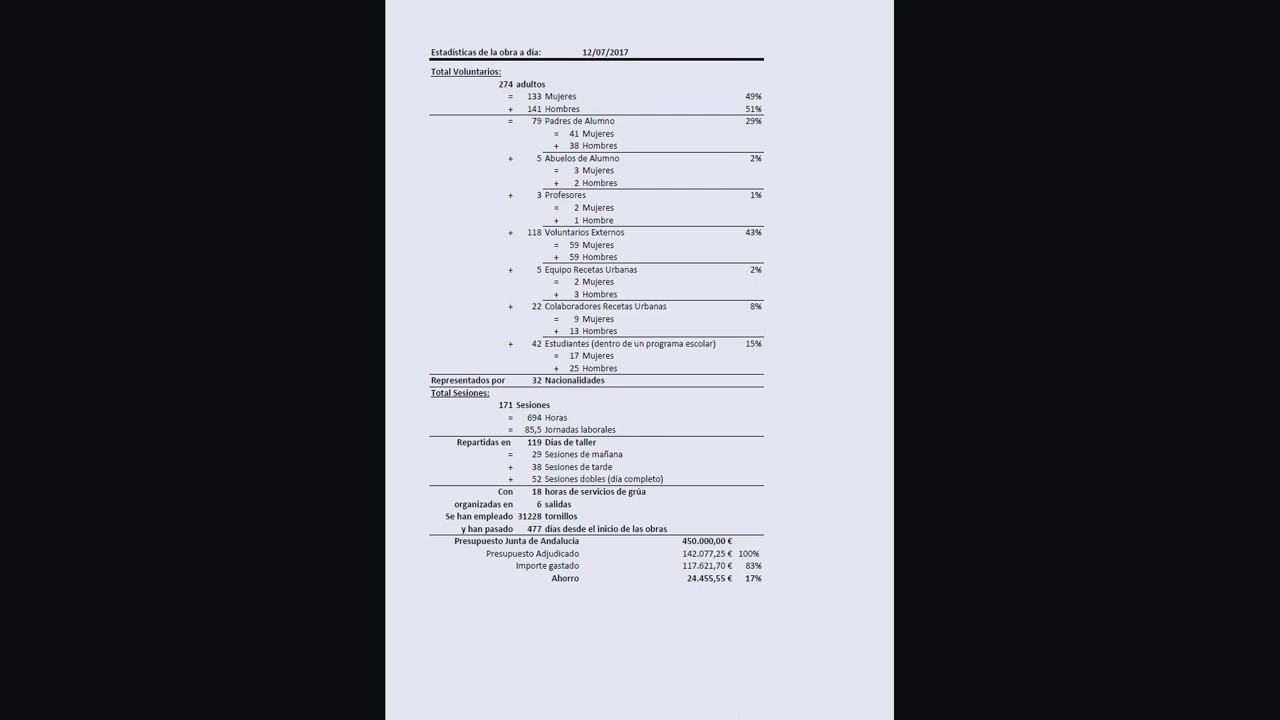 Estadísticas de la obra a día: 12/07/2017
Total Voluntarios:
274 adultos
= 133 Mujeres 49%
+ 141 Hombres 51%
= 79 Padres de Alumno 29%
= 41 Mujeres
+ 38 Hombres
+ 5 Abuelos de Alumno 2%
= 3 Mujeres
+ 2 Hombres
+ 3 Profesores 1%
= 2 Mujeres
+ 1 Hombre
+ 118 Voluntarios Externos 43%
= 59 Mujeres
+ 59 Hombres
+ 5 Equipo Recetas Urbanas 2%
= 2 Mujeres
+ 3 Hombres
+ 22 Colaboradores Recetas Urbanas 8%
= 9 Mujeres
+ 13 Hombres
+ 42 Estudiantes (dentro de un programa escolar) 15%
= 17 Mujeres
+ 25 Hombres
Representados por 32 Nacionalidades
Total Sesiones:
171 Sesiones
= 694 Horas
= 85,5 Jornadas laborales
Repartidas en 119 Días de taller
= 29 Sesiones de mañana
+ 38 Sesiones de tarde
+ 52 Sesiones dobles (día completo)
Con 18 horas de servicios de grúa
organizadas en 6 salidas
Se han empleado 31228 tornillos
y han pasado 477 días desde el inicio de las obras
Presupuesto Junta de Andalucía 450.000,00 €
Presupuesto Adjudicado 142.077,25 € 100%
Importe gastado 117.621,70 € 83%
Ahorro 24.455,55 € 17%